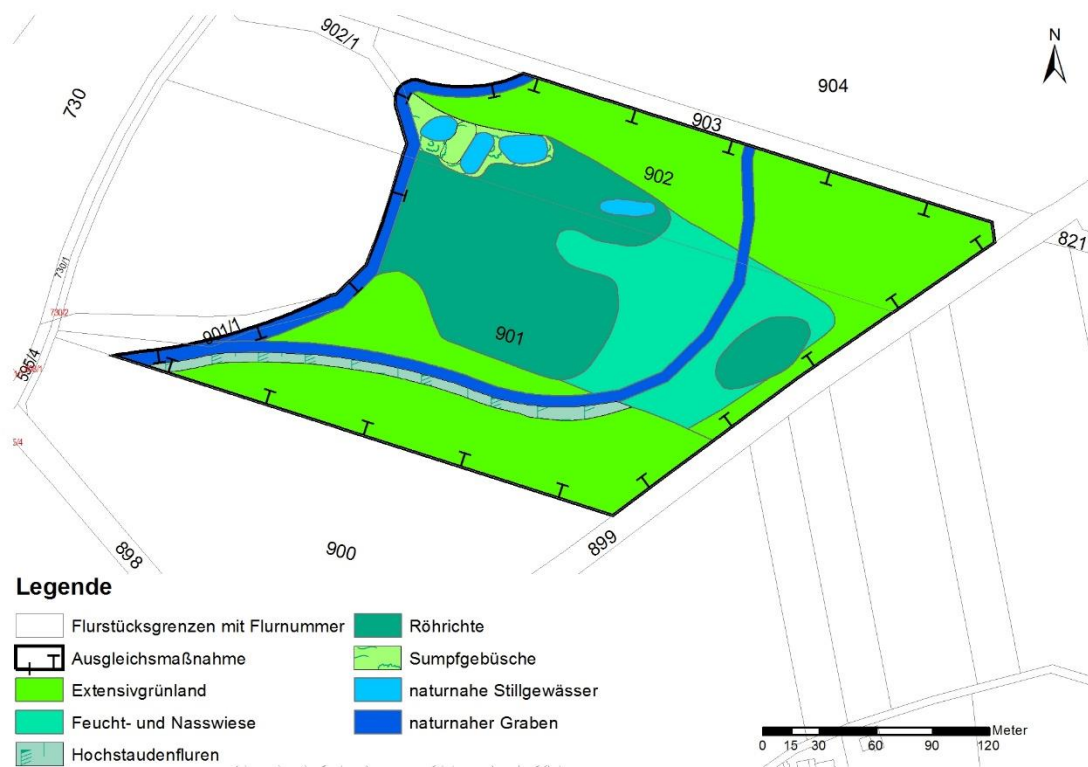 902/1
N
904
730
903
902
821
730/1
730/2
901/1
901
595/4
5/4
898
900
899
Legende
Flurstücksgrenzen mit Flurnummer
Röhrichte
Ausgleichsmaßnahme
Sumpfgebüsche
Extensivgrünland
naturnahe Stillgewässer
Feucht- und Nasswiese
naturnaher Graben
Hochstaudenfluren
Meter
0 15 30 60 90 120